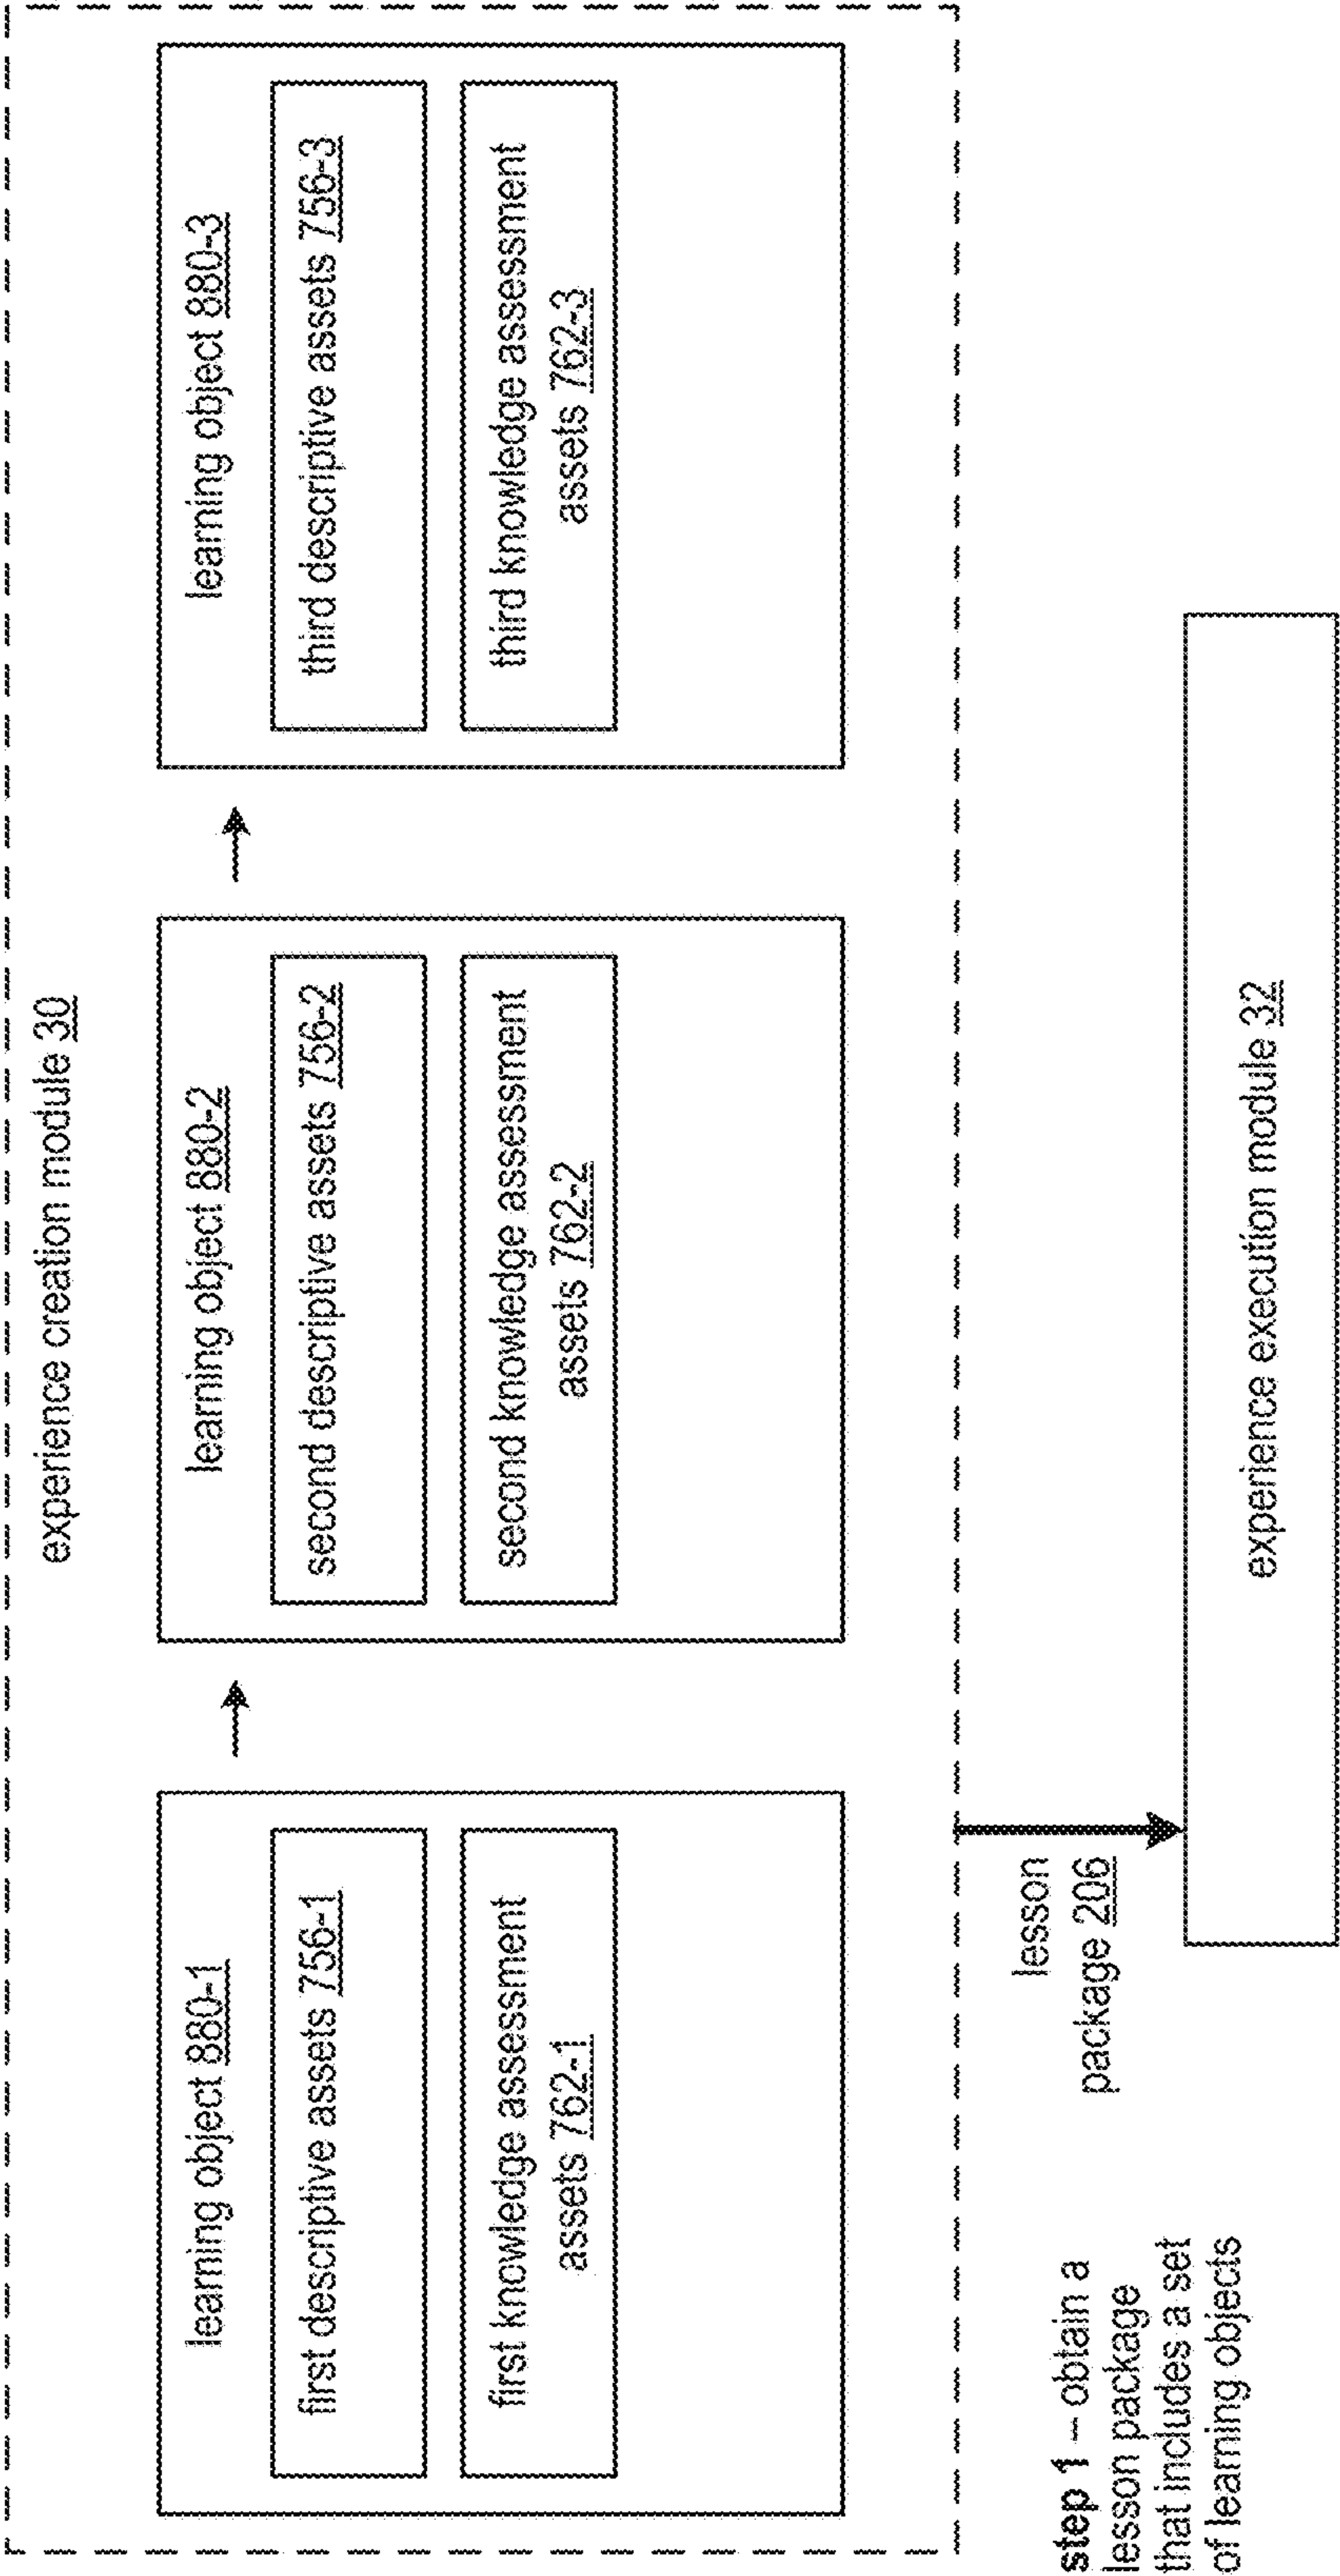 experience creation module 30
learning object 880-1
first descriptive assets 756-1
first knowledge assessment
assets 762-1
learning object 880-2
second descriptive assets 756-2
second knowledge assessment
assets 762-2
learning object 880-3
third descriptive assets 756-3
third knowledge assessment
assets 762-3
lesson
package 206
step 1 – obtain a
lesson package
that includes a set
of learning objects
experience execution module 32